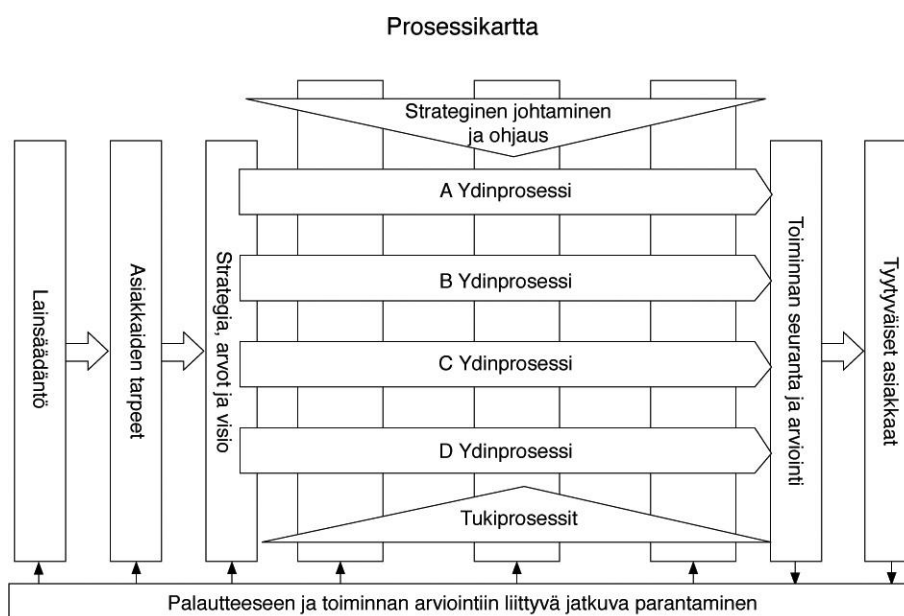 Prosessikartta
Strateginen johtaminen
ja ohjaus
Lainsäädäntö
Asiakkaiden tarpeet
Strategia, arvot ja visio
A Ydinprosessi
B Ydinprosessi
C Ydinprosessi
D Ydinprosessi
Tukiprosessit
Toiminnan seuranta ja arviointi
Tyytyväiset asiakkaat
Palautteeseen ja toiminnan arviointiin liittyvä jatkuva parantaminen